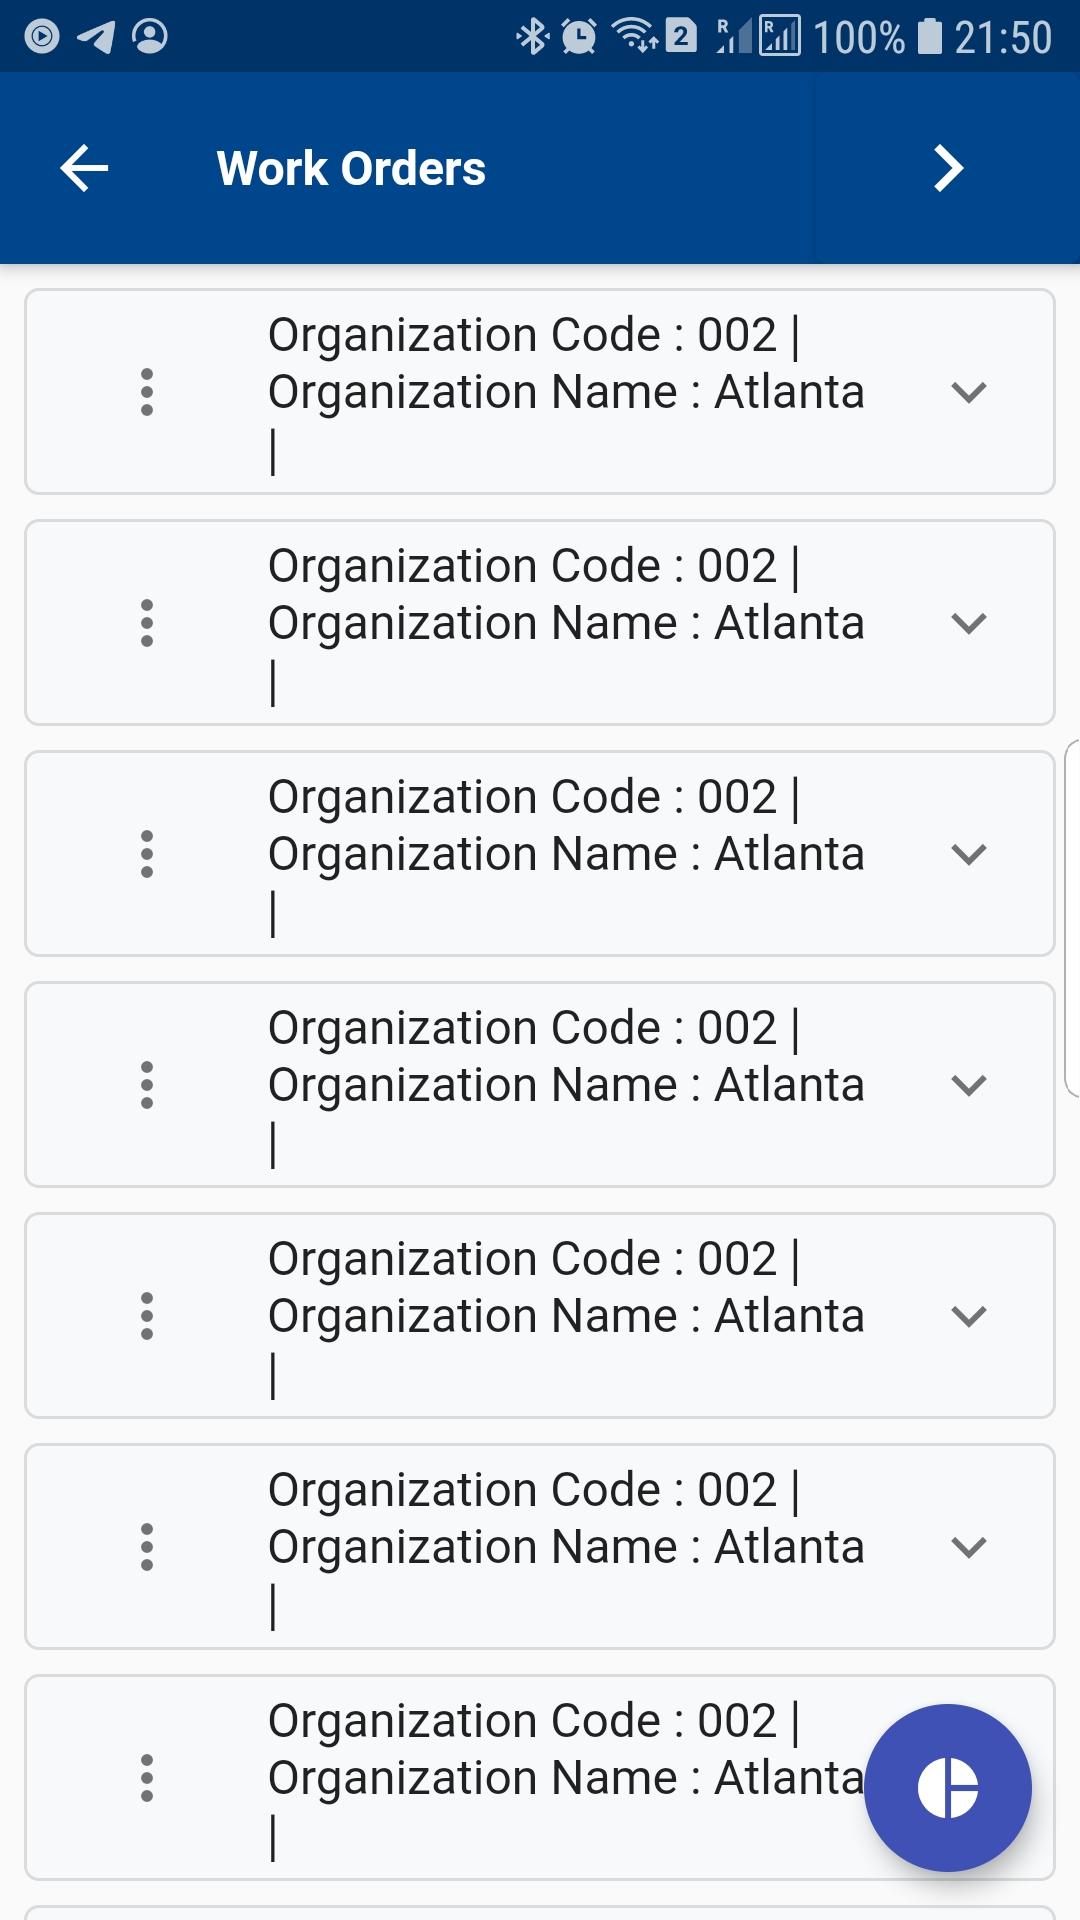 2 R R 100% 21:50
Work Orders
Organization Code : 002 |
Organization Name : Atlanta
|
Organization Code : 002 |
Organization Name : Atlanta
|
Organization Code : 002 |
Organization Name : Atlanta
|
Organization Code : 002 |
Organization Name : Atlanta
|
Organization Code : 002 |
Organization Name : Atlanta
|
Organization Code : 002 |
Organization Name : Atlanta
|
Organization Code : 002 |
Organization Name : Atlanta
|